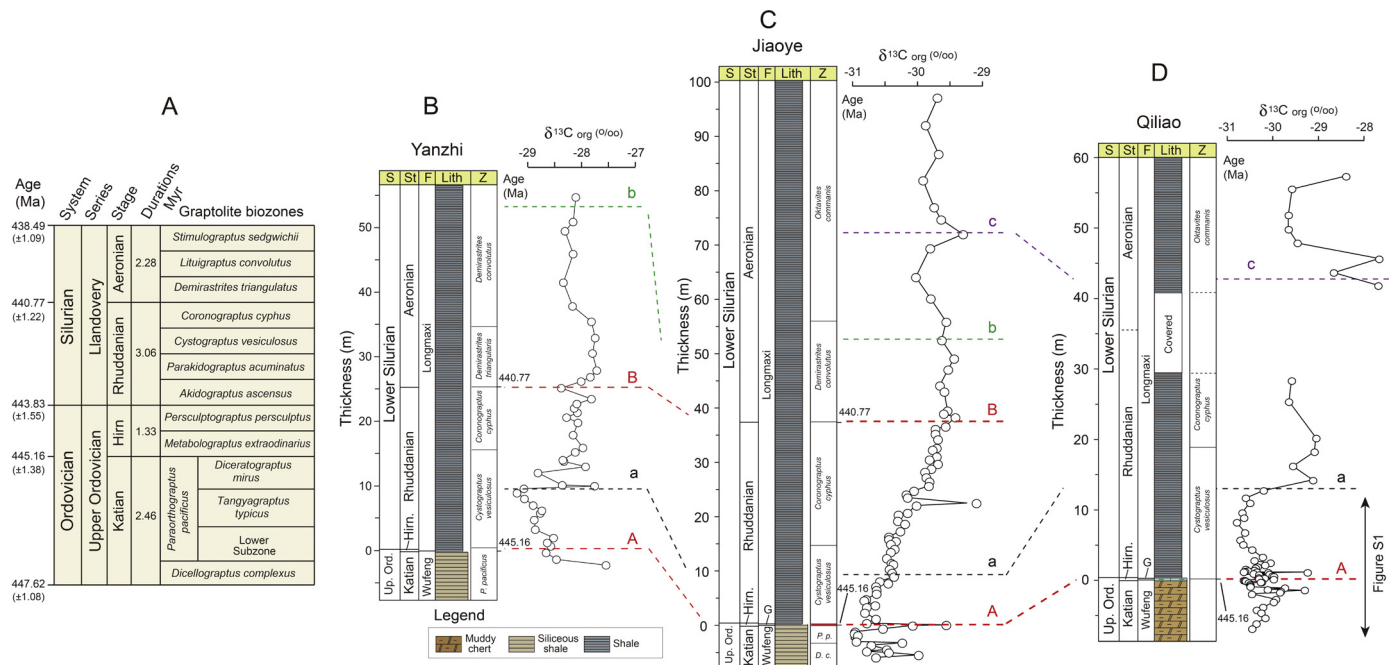 A
Age
(Ma)
System
Series
Stage
Durations
Myr
Graptolite biozones
438.49
(±1.09)
440.77
(±1.22)
443.83
(±1.55)
445.16
(±1.38)
447.62
(±1.08)
Silurian
Ordovician
Llandovery
Upper Ordovician
Aeronian
Rhuddanian
Hirn
Katian
2.28
3.06
1.33
2.46
Stimulograptus sedgwichii
Lituigraptus convolutus
Demirastrites triangulatus
Coronograptus cyphus
Cystograptus vesiculosus
Parakidograptus acuminatus
Akidograptus ascensus
Persculptograptus persculptus
Metabolograptus extraodinarius
Paraorthograptus
pacificus
Diceratograptus
mirus
Tangyagraptus
typicus
Lower
Subzone
Dicellograptus complexus
B
δ13C org (o/oo)
Yanzhi
-29 -28 -27
S St F Lith Z
Age
(Ma)
Thickness (m)
50
40
30
20
10
0
Lower Silurian
Up. Ord.
Aeronian
Rhuddanian
Hirn.
Katian
Longmaxi
Wufeng
Demirastrites
convolutus
Demirastrites
triangularis
Coronograptus
cyphus
Cystograptus
vesiculosus
P. pacificus
440.77
445.16
b
B
a
A
Legend
Muddy
chert
Siliceous
shale
Shale
C
Jiaoye
δ13C org (o/oo)
-31 -30 -29
S St F Lith Z
Age
(Ma)
Thickness (m)
100
90
80
70
60
50
40
30
20
10
0
Lower Silurian
Up. Ord.
Aeronian
Rhuddanian
Hirn.
Katian
Longmaxi
G
Wufeng
Oktavites
commanis
Demirastrites
convolutus
Coronograptus
cyphus
Cystograptus
vesiculosus
P. p.
D. c.
440.77
445.16
c
b
B
a
A
D
δ13C org (o/oo)
Qiliao
-31 -30 -29 -28
S St F Lith Z
Age
(Ma)
Thickness (m)
60
50
40
30
20
10
0
Lower Silurian
Up. Ord.
Aeronian
Rhuddanian
Hirn.
Katian
Longmaxi
G
Wufeng
Covered
Oktavites
commanis
Coronograptus
cyphus
Cystograptus
vesiculosus
445.16
c
a
A
Figure S1